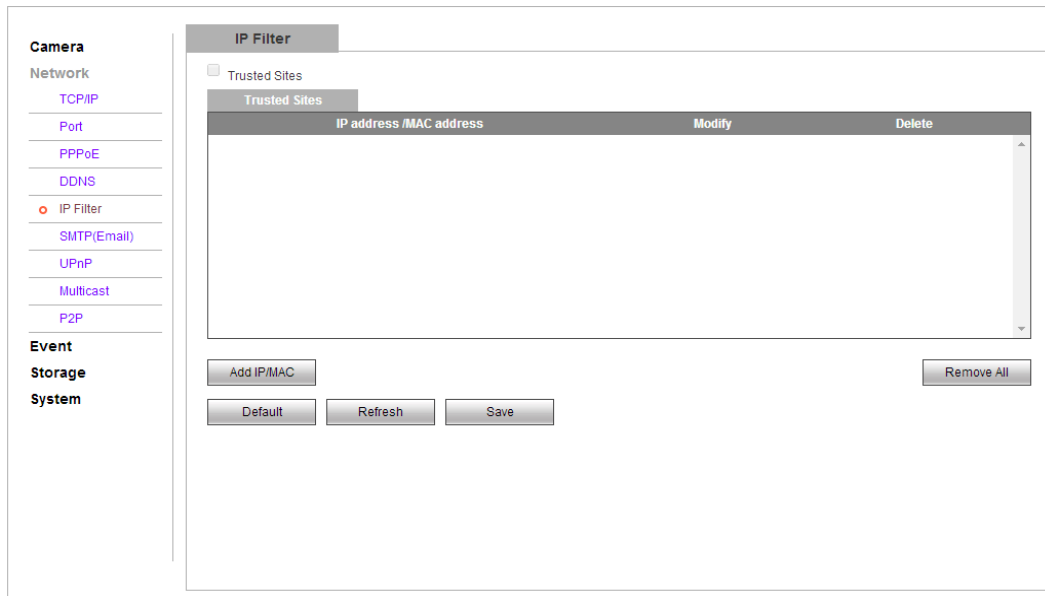 Camera
Network
TCP/IP
Port
PPPoE
DDNS
IP Filter
SMTP(Email)
UPnP
Multicast
P2P
Event
Storage
System
IP Filter
Trusted Sites
Trusted Sites
IP address /MAC address Modify Delete
Add IP/MAC Remove All
Default Refresh Save